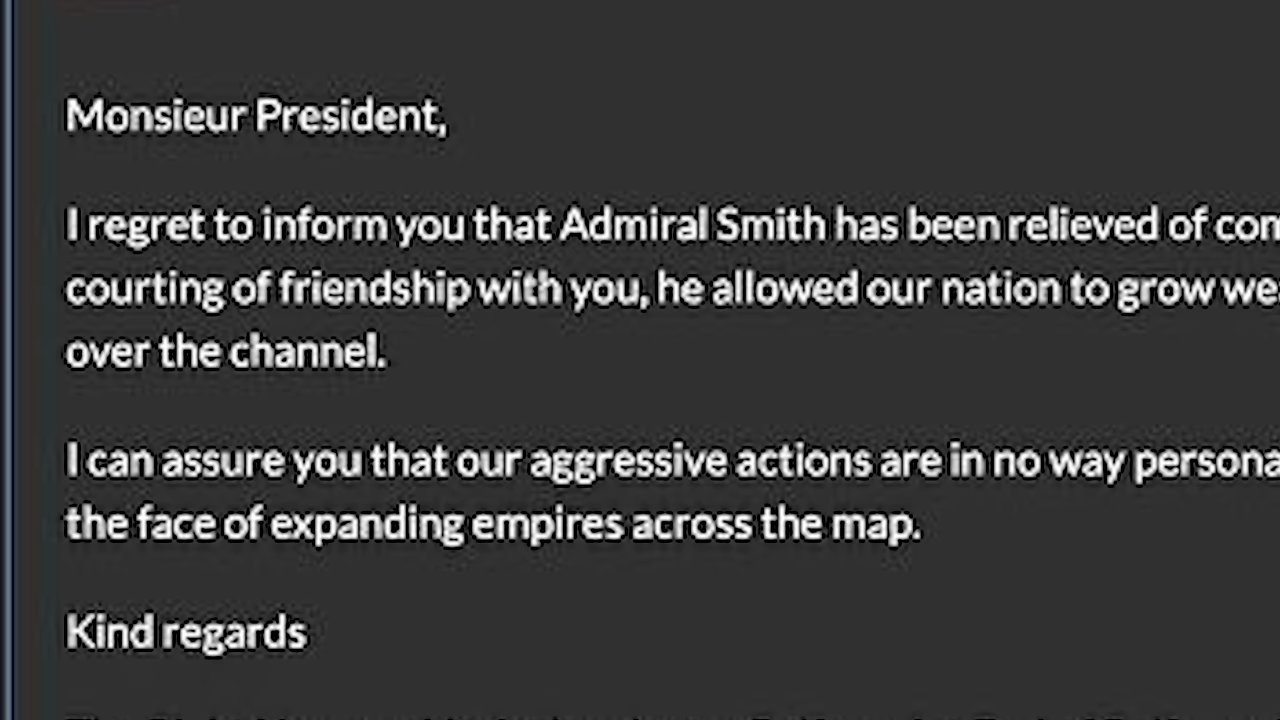 Monsieur President,
I regret to inform you that Admiral Smith has been relieved of
courting of friendship with you, he allowed our nation to grow
over the channel.
I can assure you that our aggressive actions are in no way
the face of expanding empires across the map.
Kind regards